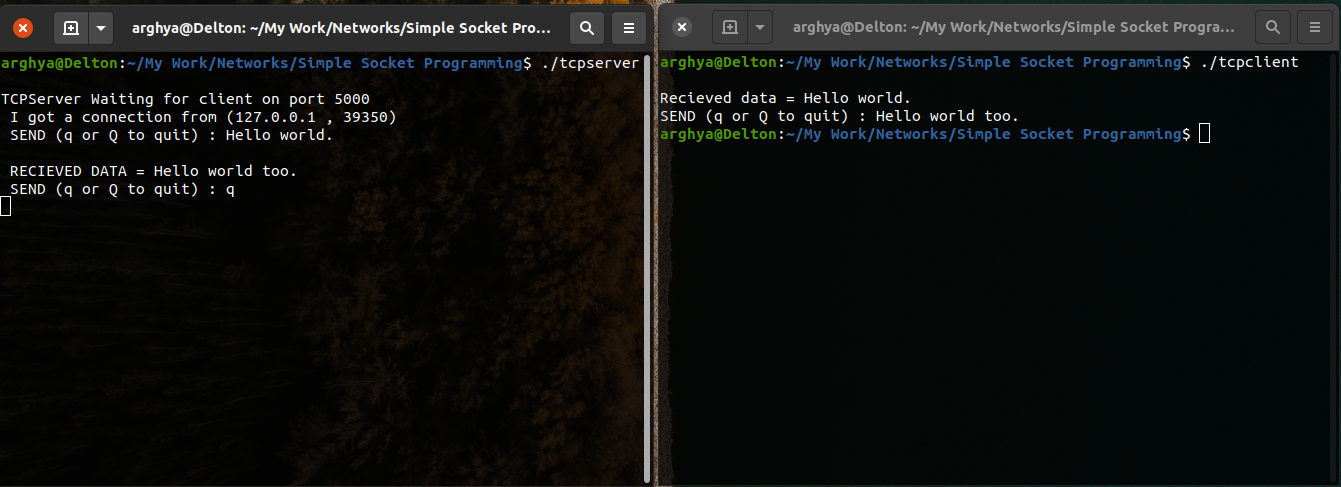 arghya@Delton: ~/My Work/Networks/Simple Socket Pro...
arghya@Delton:~/My Work/Networks/Simple Socket Programming$ ./tcpserver
TCPServer Waiting for client on port 5000
I got a connection from (127.0.0.1 , 39350)
SEND (q or Q to quit) : Hello world.
RECIEVED DATA = Hello world too.
SEND (q or Q to quit) : q
arghya@Delton: ~/My Work/Networks/Simple Socket Progra...
arghya@Delton:~/My Work/Networks/Simple Socket Programming$ ./tcpclient
Recieved data = Hello world.
SEND (q or Q to quit) : Hello world too.
arghya@Delton:~/My Work/Networks/Simple Socket Programming$